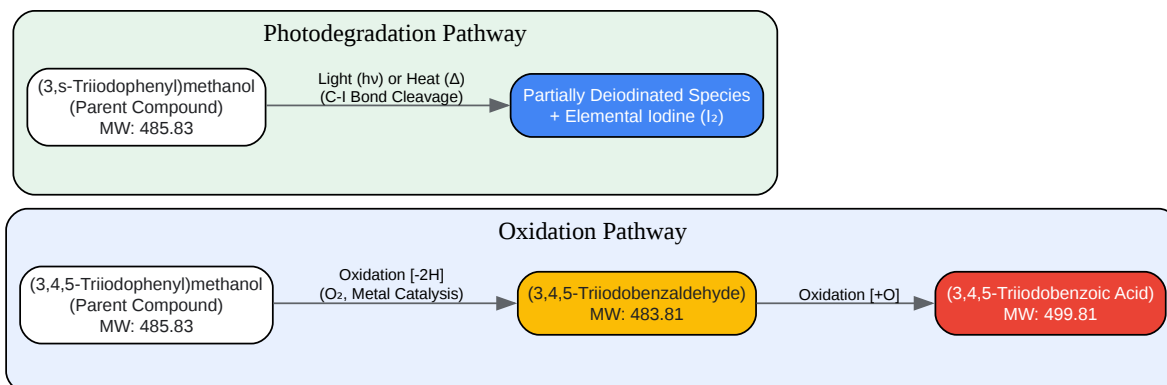 Photodegradation Pathway
(3,s-Triiodophenyl)methanol
(Parent Compound)
MW: 485.83
Light (hν) or Heat (Δ)
(C-I Bond Cleavage)
Partially Deiodinated Species
+ Elemental Iodine (I₂)
Oxidation Pathway
(3,4,5-Triiodophenyl)methanol
(Parent Compound)
MW: 485.83
Oxidation [-2H]
(O₂, Metal Catalysis)
(3,4,5-Triiodobenzaldehyde)
MW: 483.81
Oxidation [+O]
(3,4,5-Triiodobenzoic Acid)
MW: 499.81